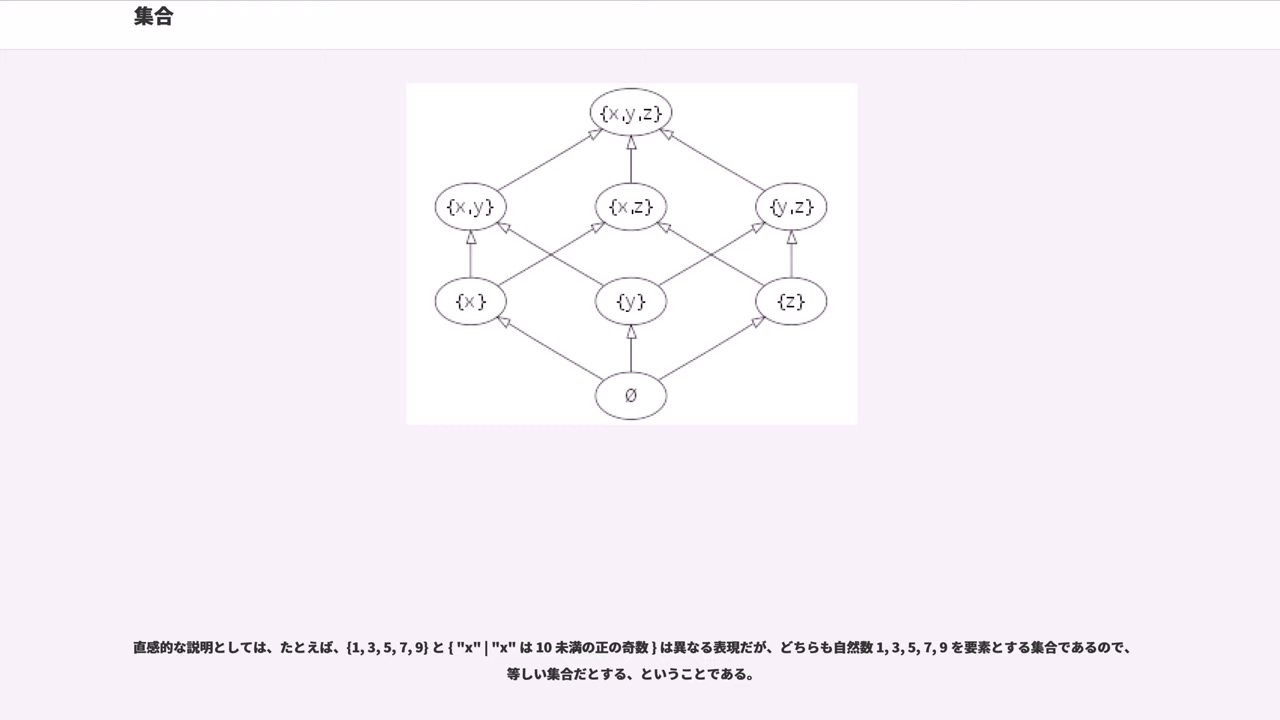 集合
{x,y,z}
{x,y} {x,z} {y,z}
{x} {y} {z}
Ø
直感的な説明としては、たとえば、{1, 3, 5, 7, 9} と { "x" | "x" は 10 未満の正の奇数 } は異なる表現だが、どちらも自然数 1, 3, 5, 7, 9 を要素とする集合であるので、
等しい集合だとする、ということである。